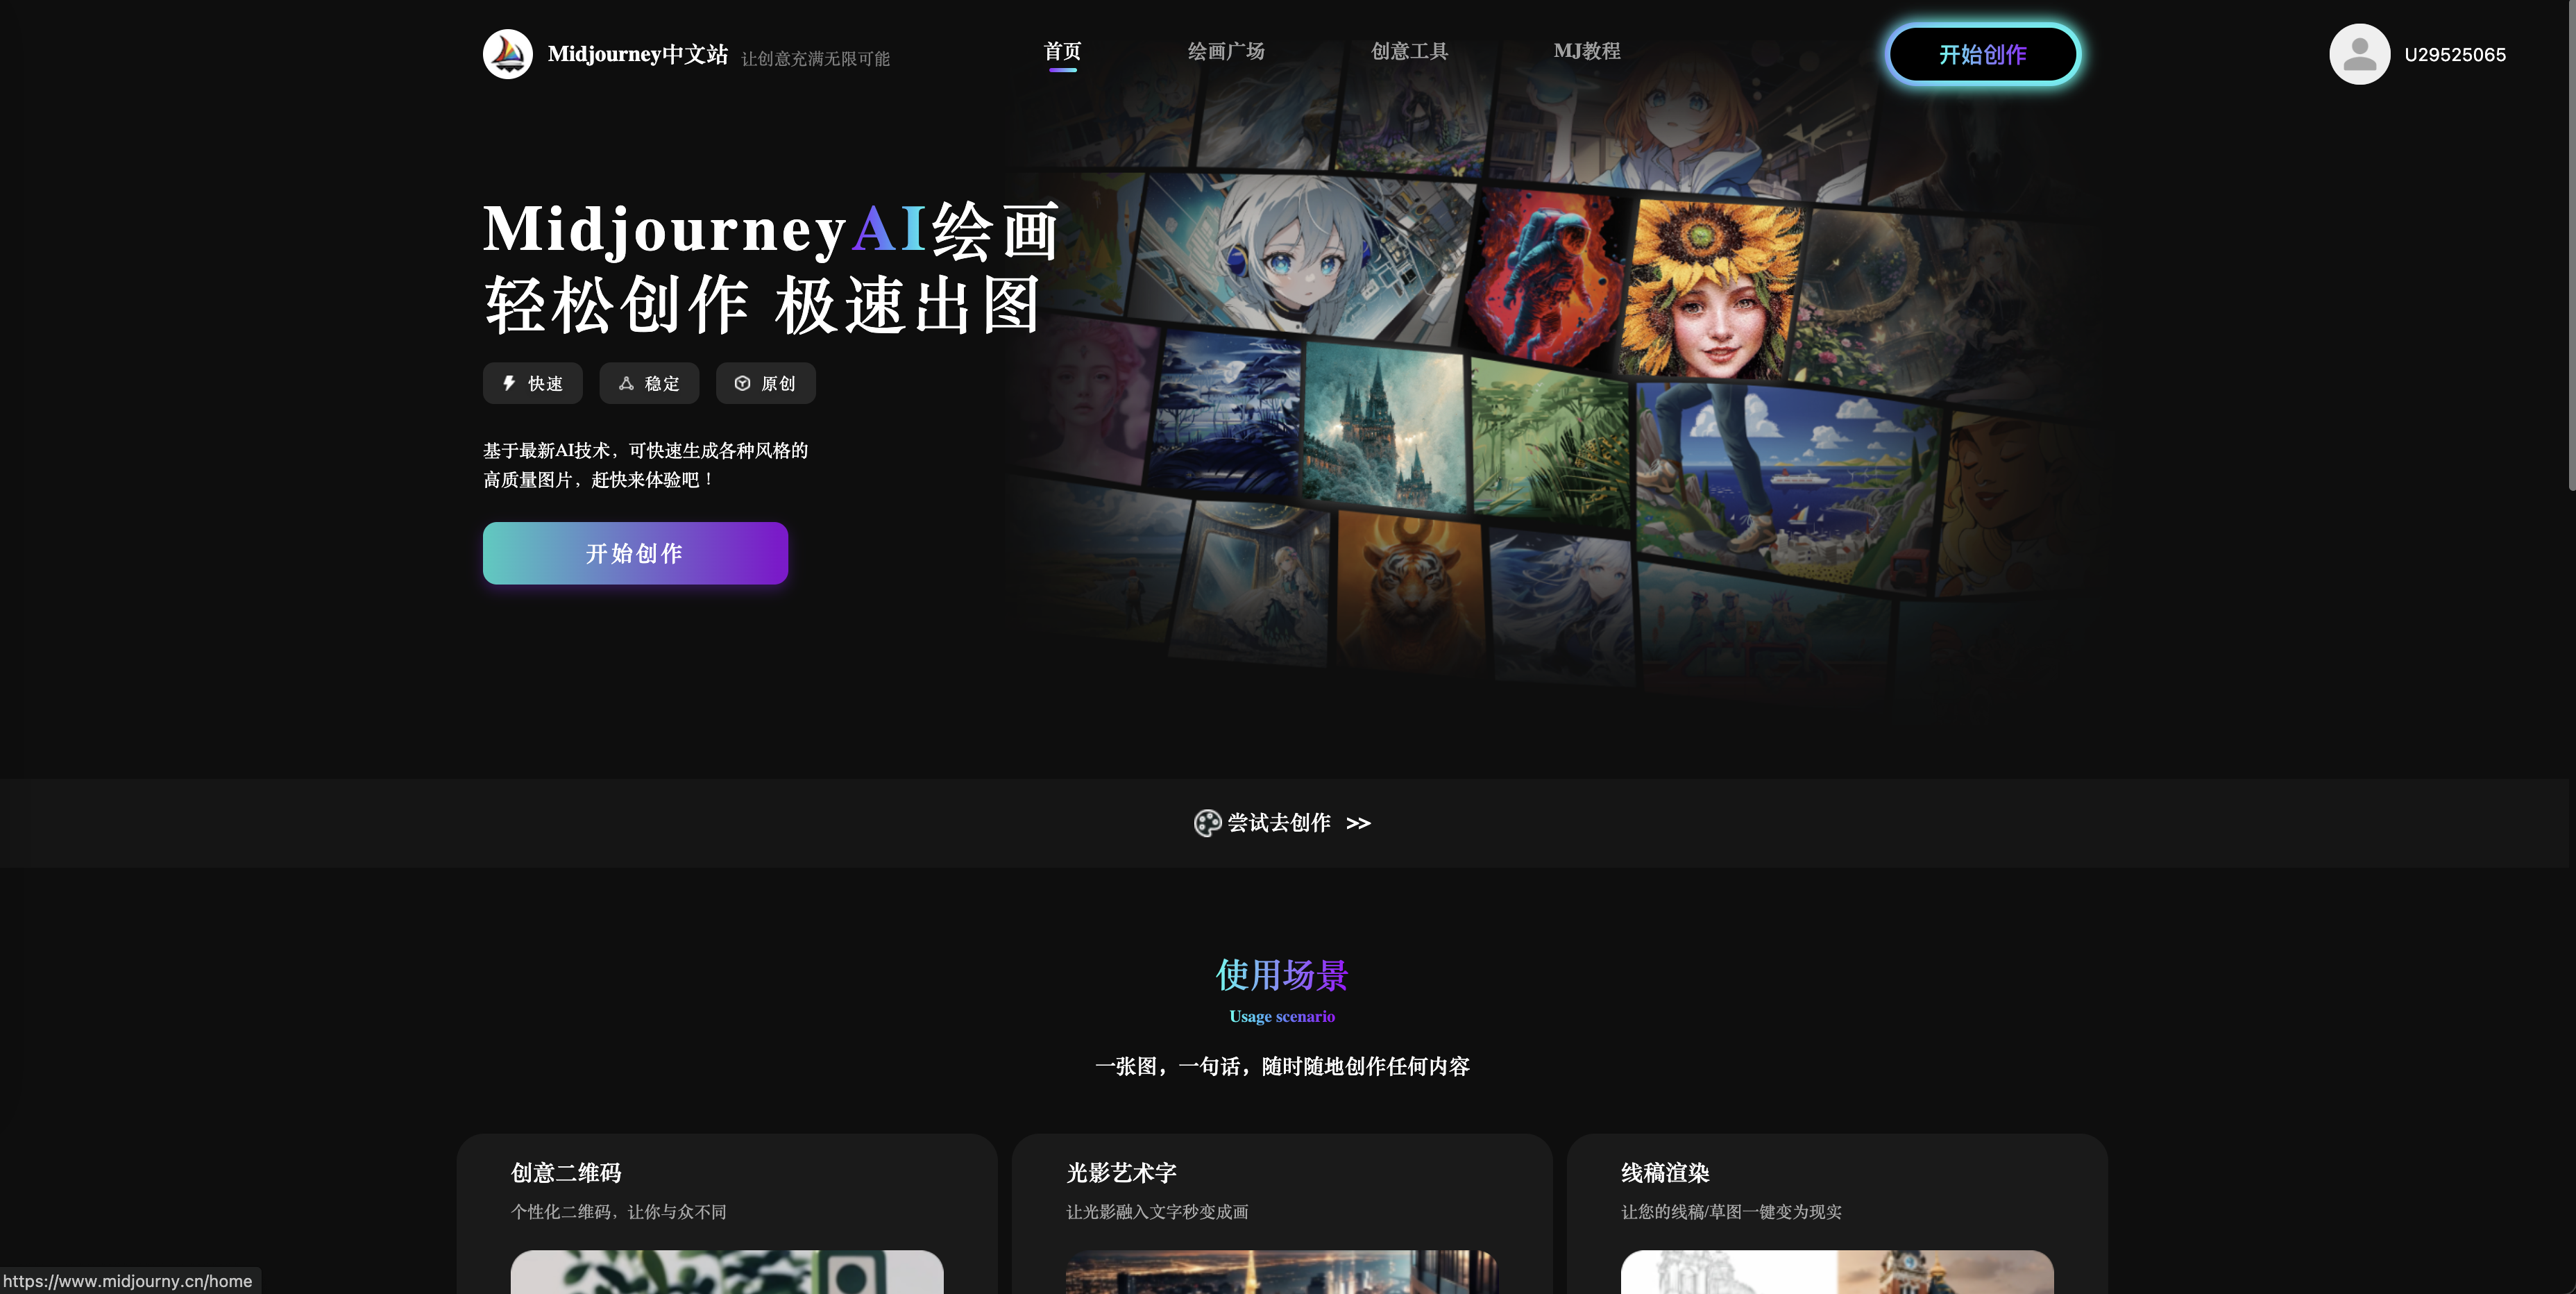 Midjourney中文站 让创意充满无限可能
首页 绘画广场 创意工具 MJ教程
开始创作
U29525065
MidjourneyAI绘画
轻松创作 极速出图
快速 稳定 原创
基于最新AI技术，可快速生成各种风格的
高质量图片，赶快来体验吧！
开始创作
尝试去创作 >>
使用场景
Usage scenario
一张图，一句话，随时随地创作任何内容
创意二维码
个性化二维码，让你与众不同
光影艺术字
让光影融入文字秒变成画
线稿渲染
让您的线稿/草图一键变为现实
https://www.midjourny.cn/home